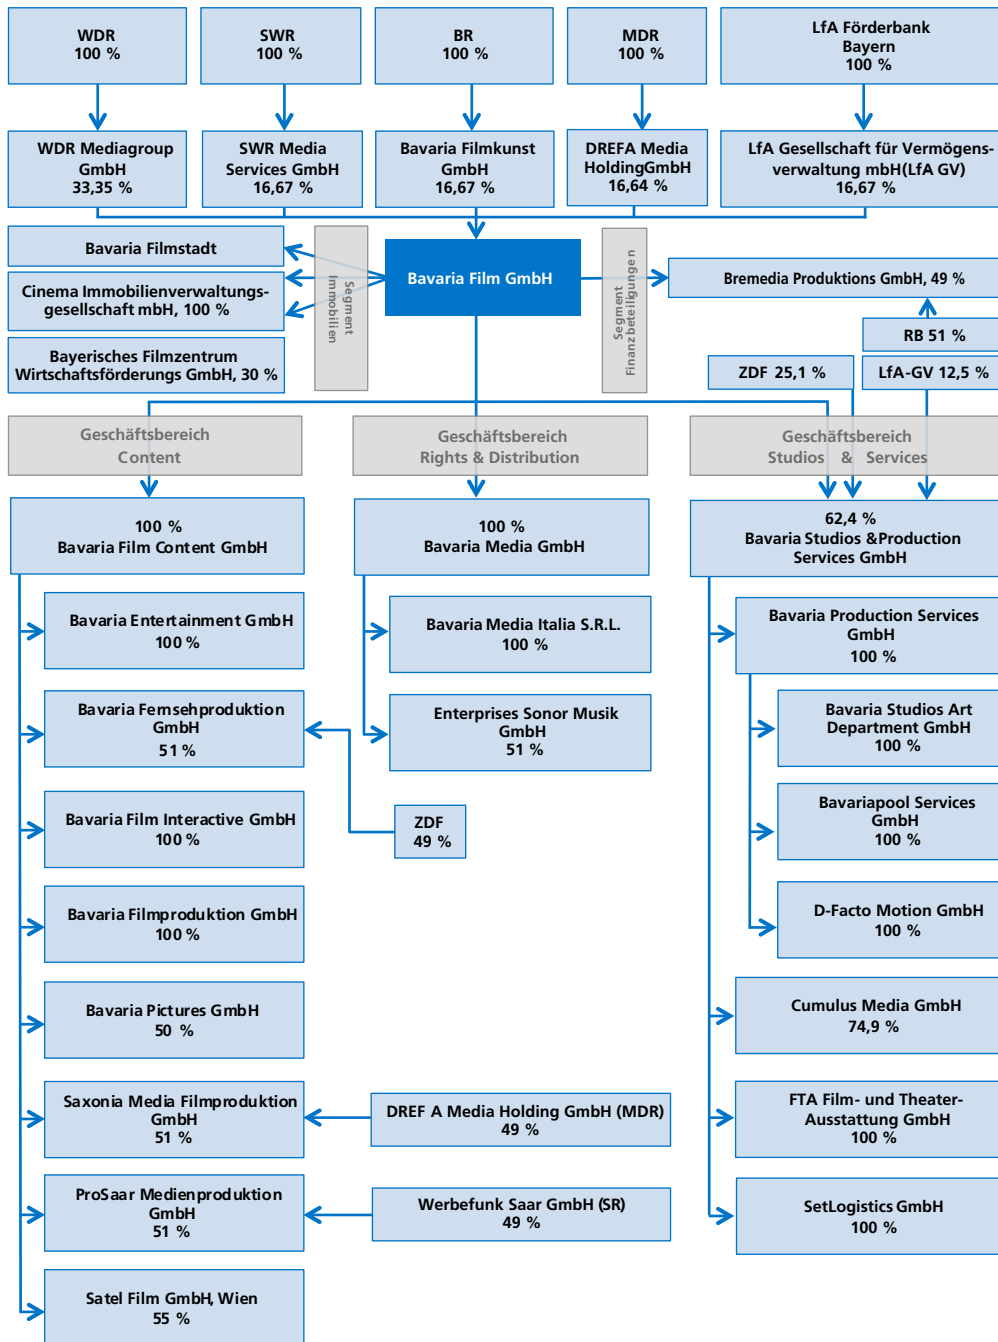 WDR
100 %
SWR
100 %
BR
100 %
MDR
100 %
LfA Förderbank
Bayern
100 %
WDR Mediagroup
GmbH
33,35 %
SWR Media
Services GmbH
16,67 %
Bavaria Filmkunst
GmbH
16,67 %
DREFA Media
HoldingGmbH
16,64 %
LfA Gesellschaft für Vermögens-
verwaltung mbH(LfA GV)
16,67 %
Bavaria Filmstadt
Cinema Immobilienverwaltungs-
gesellschaft mbH, 100 %
Bayerisches Filmzentrum
Wirtschaftsförderungs GmbH, 30 %
Segment
Immobilien
Bavaria Film GmbH
Segment
Finanzbeteiligungen
Bremedia Produktions GmbH, 49 %
RB 51 %
ZDF 25,1 %
LfA-GV 12,5 %
Geschäftsbereich
Content
Geschäftsbereich
Rights & Distribution
Geschäftsbereich
Studios & Services
100 %
Bavaria Film Content GmbH
100 %
Bavaria Media GmbH
62,4 %
Bavaria Studios &Production
Services GmbH
Bavaria Entertainment GmbH
100 %
Bavaria Fernsehproduktion
GmbH
51 %
Bavaria Film Interactive GmbH
100 %
Bavaria Filmproduktion GmbH
100 %
Bavaria Pictures GmbH
50 %
Saxonia Media Filmproduktion
GmbH
51 %
ProSaar Medienproduktion
GmbH
51 %
Satel Film GmbH, Wien
55 %
Bavaria Media Italia S.R.L.
100 %
Enterprises Sonor Musik
GmbH
51 %
ZDF
49 %
DREF A Media Holding GmbH (MDR)
49 %
Werbefunk Saar GmbH (SR)
49 %
Bavaria Production Services
GmbH
100 %
Bavaria Studios Art
Department GmbH
100 %
Bavariapool Services
GmbH
100 %
D-Facto Motion GmbH
100 %
Cumulus Media GmbH
74,9 %
FTA Film- und Theater-
Ausstattung GmbH
100 %
SetLogistics GmbH
100 %